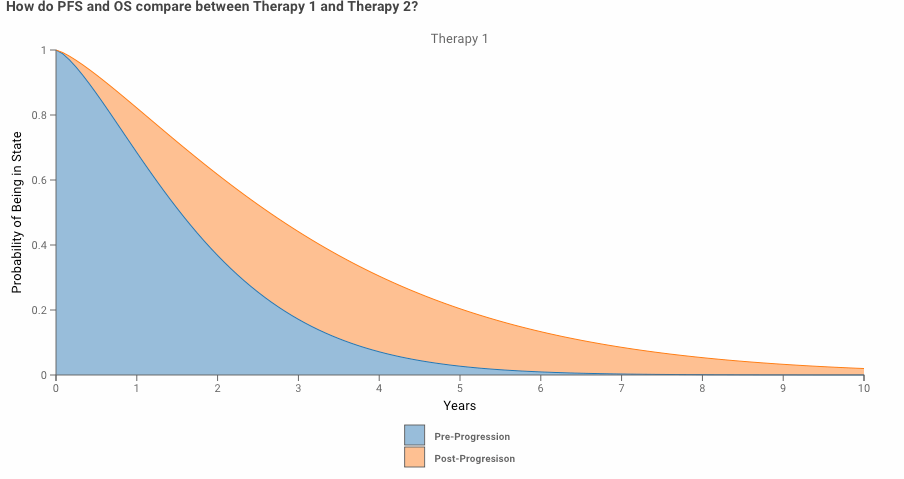 How do PFS and OS compare between Therapy 1 and Therapy 2?
Therapy 1
Probability of Being in State
1
0.8
0.6
0.4
0.2
0
0 1 2 3 4 5 6 7 8 9 10
Years
Pre-Progression
Post-Progresison